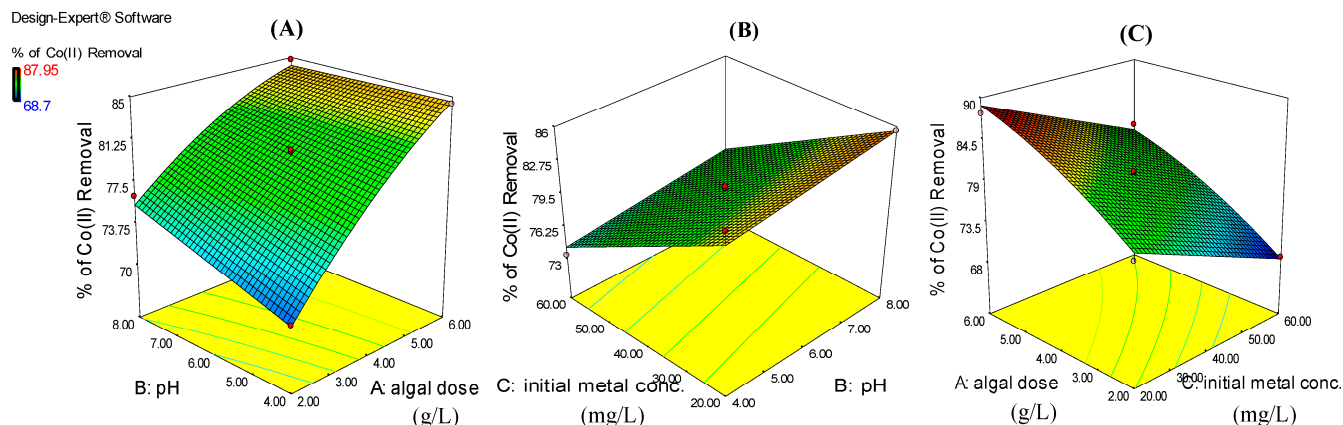 Design-Expert® Software
% of Co(II) Removal
87.95
68.7
(A)
85
81.25
77.5
73.75
70
% of Co(II) Removal
8.00
7.00
6.00
5.00
4.00
B: pH
2.00
3.00
4.00
5.00
6.00
A: algal dose
(g/L)
(B)
86
82.75
79.5
76.25
73
% of Co(II) Removal
60.00
50.00
40.00
30.00
20.00
C: initial metal conc.
(mg/L)
4.00
5.00
6.00
7.00
8.00
B: pH
(C)
90
84.5
79
73.5
68
% of Co(II) Removal
6.00
5.00
4.00
3.00
2.00
A: algal dose
(g/L)
20.00
30.00
40.00
50.00
60.00
C: initial metal conc.
(mg/L)